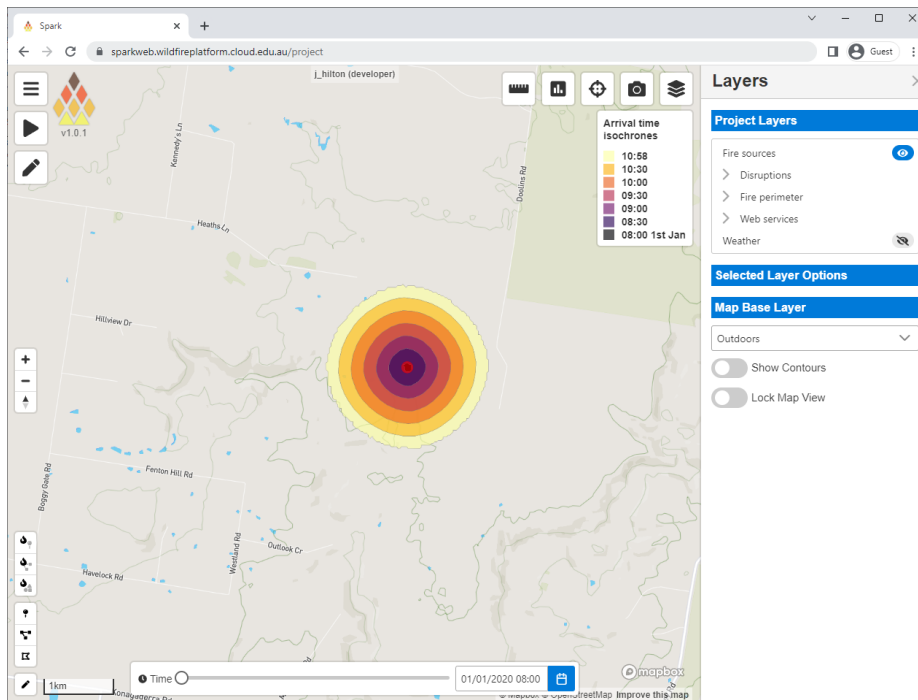 Spark
sparkweb.wildfireplatform.cloud.edu.au/project
Guest
j_hilton (developer)
v1.0.1
Layers
Project Layers
Fire sources
Disruptions
Fire perimeter
Web services
Weather
Selected Layer Options
Map Base Layer
Outdoors
Show Contours
Lock Map View
Arrival time
isochrones
10:58
10:30
10:00
09:30
09:00
08:30
08:00 1st Jan
Kennedy's Ln
Doolins Rd
Heaths Ln
Hillview Dr
Boggy Gate Rd
Fenton Hill Rd
Westland Rd
Outlook Cr
Havelock Rd
1km
Konagaderra Rd
Time
01/01/2020 08:00
mapbox
© Mapbox © OpenStreetMap Improve this map